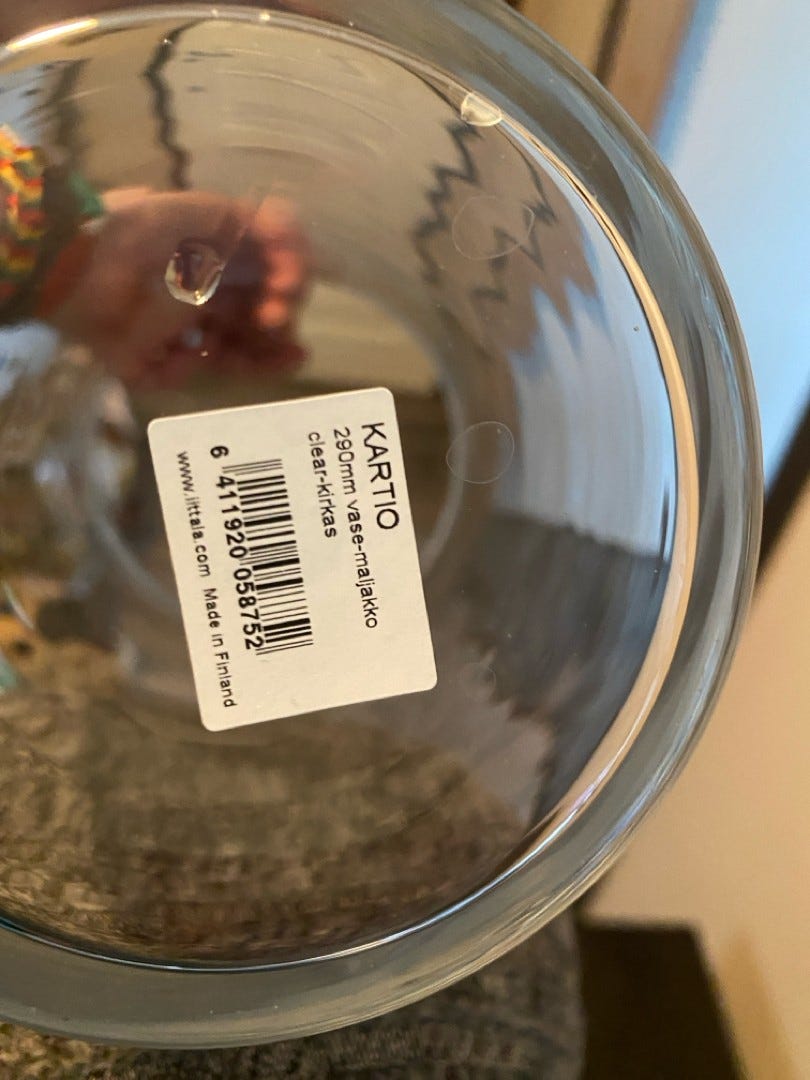 KARTIO
290mm vase-maljakko
clear-kirkas
6 411920 058752
www.iittala.com Made in Finland